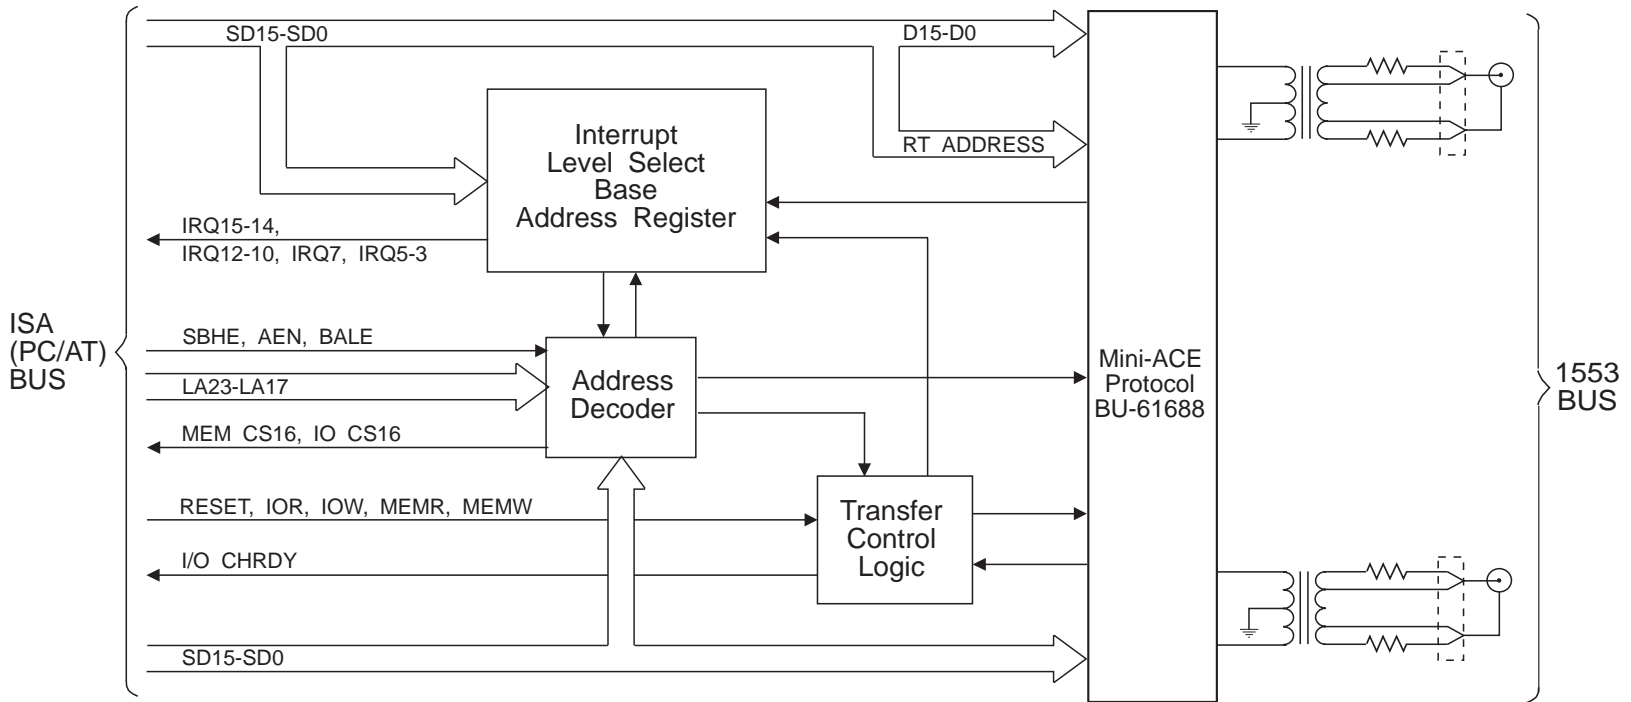 SD15-SD0
D15-D0
RT ADDRESS
Interrupt
Level Select
Base
Address Register
IRQ15-14,
IRQ12-10, IRQ7, IRQ5-3
ISA
(PC/AT)
BUS
SBHE, AEN, BALE
LA23-LA17
MEM CS16, IO CS16
Address
Decoder
Mini-ACE
Protocol
BU-61688
1553
BUS
RESET, IOR, IOW, MEMR, MEMW
I/O CHRDY
Transfer
Control
Logic
SD15-SD0